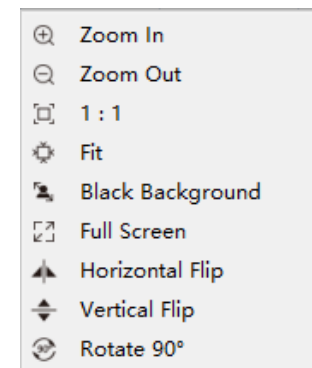 Zoom In
Zoom Out
1 : 1
Fit
Black Background
Full Screen
Horizontal Flip
Vertical Flip
Rotate 90°